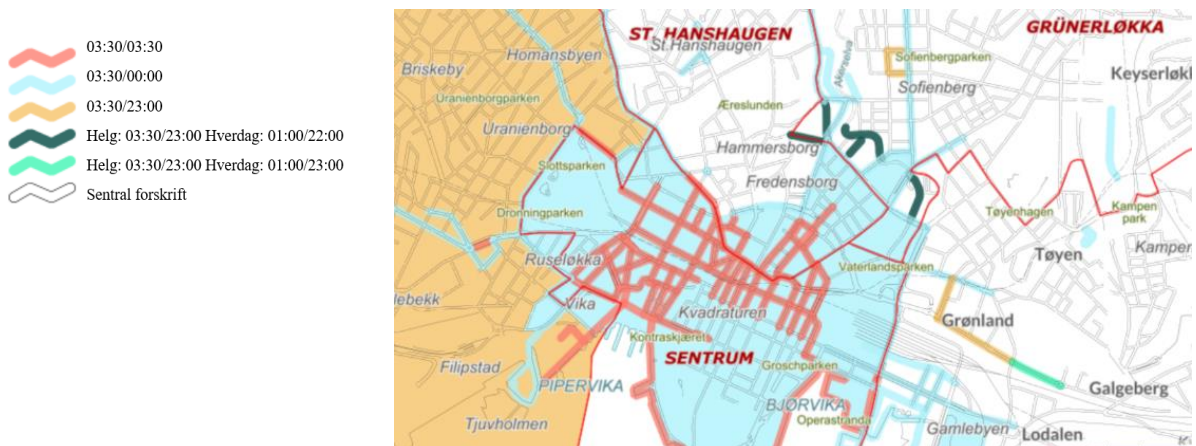 03:30/03:30
03:30/00:00
03:30/23:00
Helg: 03:30/23:00 Hverdag: 01:00/22:00
Helg: 03:30/23:00 Hverdag: 01:00/23:00
Sentral forskrift
ST. HANSHAUGEN
GRÜNERLØKKA
St.Hanshaugen
Homansbyen
Akerselva
Sofienbergparken
Briskeby
Keyserløkk
Sofienberg
Uranienborgparken
Æreslunden
Uranienborg
Hammersborg
Slottsparken
Fredensborg
Dronningparken
Tøyenhagen
Kampen
park
Ruseløkka
Tøyen
Kampen
Vaterlandsparken
lebekk
Vika
Kvadraturen
Grønland
Kontraskjæret
SENTRUM
Filipstad
Groschparken
PIPERVIKA
Galgeberg
BJØRVIKA
Tjuvholmen
Operastranda
Gamlebyen
Lodalen